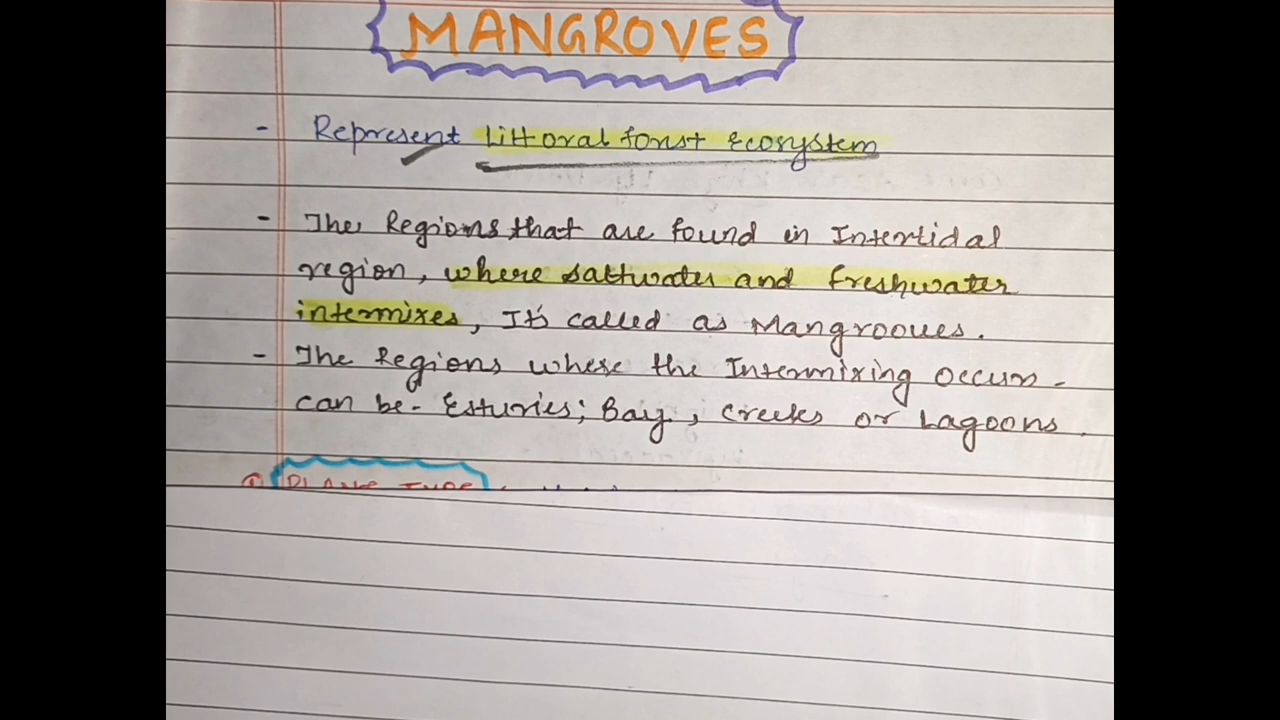 MANGROVES
- Represent Littoral forest Ecosystem
- The Regions that are found in Intertidal
region, where saltwater and freshwater
intermixes, It's called as Mangrooves.
- The Regions where the Intermixing occurs -
can be - Esturies; Bay, creeks or Lagoons.